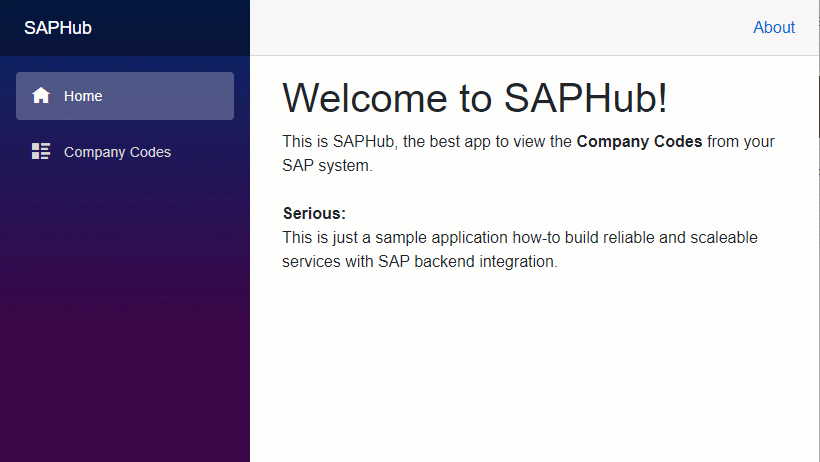 SAPHub
About
Home
Company Codes
Welcome to SAPHub!
This is SAPHub, the best app to view the Company Codes from your
SAP system.
Serious:
This is just a sample application how-to build reliable and scaleable
services with SAP backend integration.